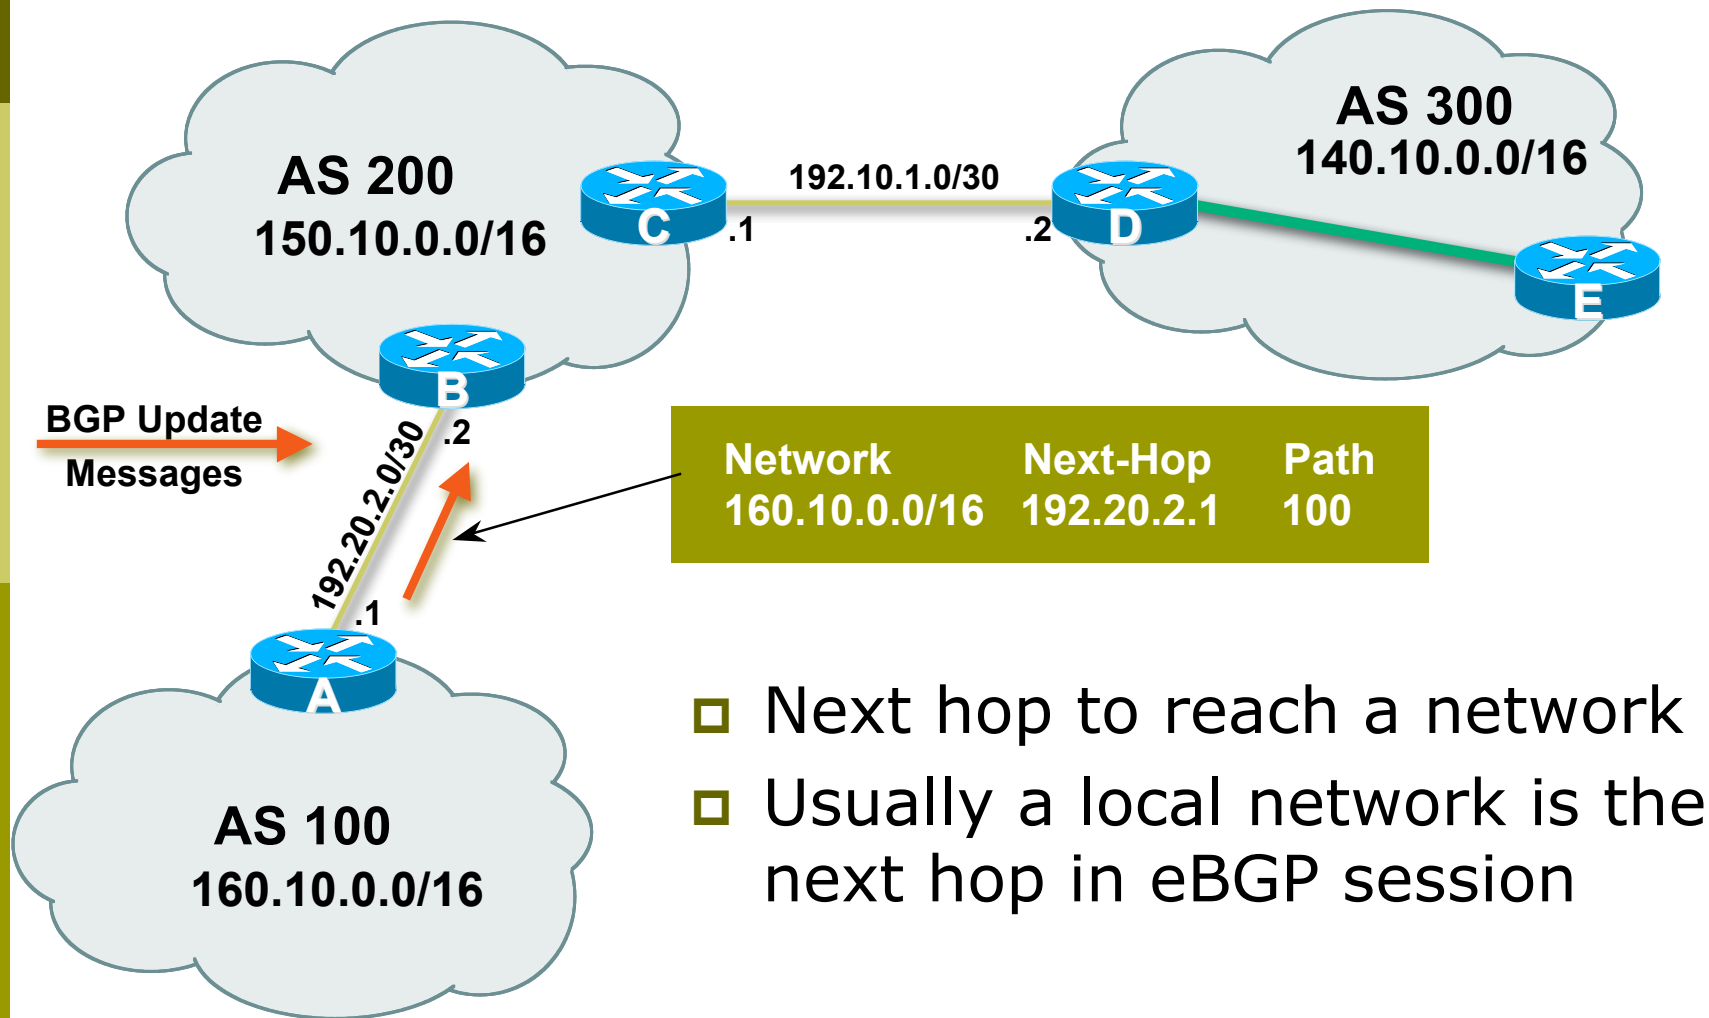 AS 200
150.10.0.0/16
C
.1
192.10.1.0/30
.2
D
AS 300
140.10.0.0/16
E
B
.2
BGP Update
Messages
192.20.2.0/30
.1
A
Network Next-Hop Path
160.10.0.0/16 192.20.2.1 100
AS 100
160.10.0.0/16
Next hop to reach a network
Usually a local network is the
next hop in eBGP session